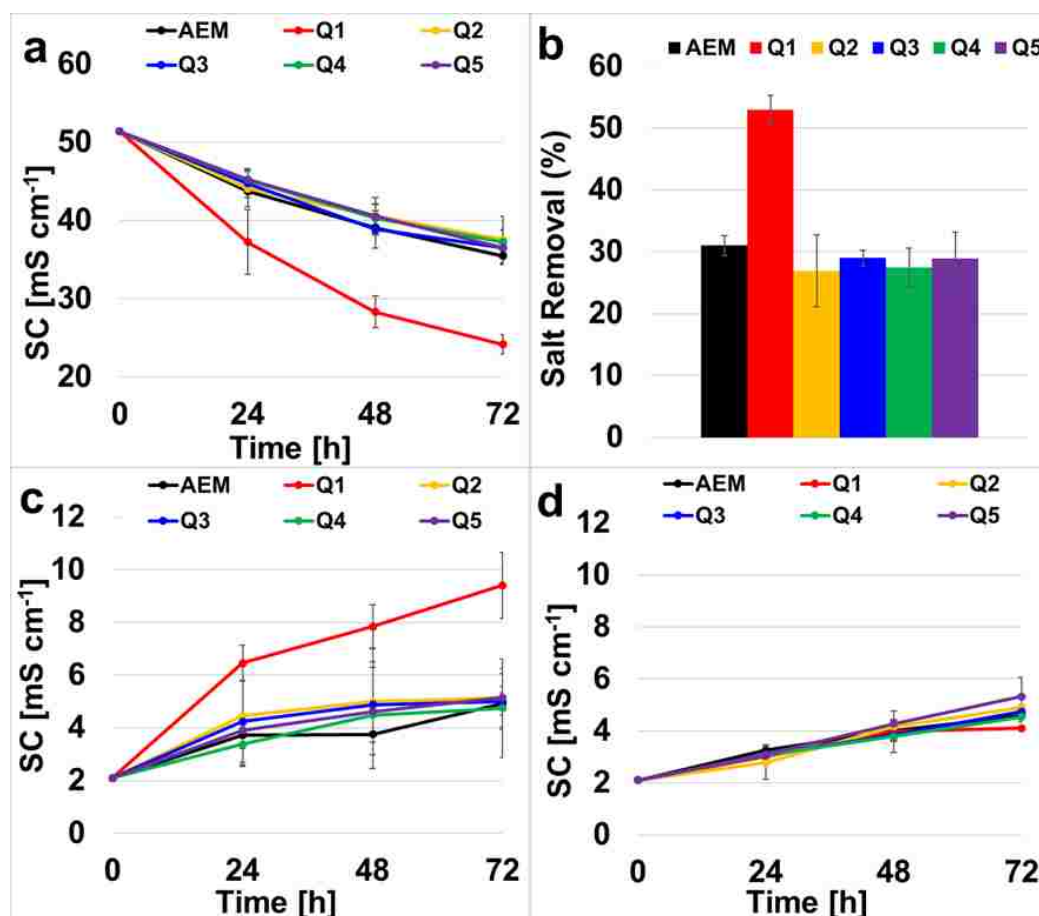 a
AEM Q1 Q2
Q3 Q4 Q5
60
50
40
30
20
SC [mS cm⁻¹]
0 24 48 72
Time [h]
b
AEM Q1 Q2 Q3 Q4 Q5
60
50
40
30
20
10
0
Salt Removal (%)
c
AEM Q1 Q2
Q3 Q4 Q5
12
10
8
6
4
2
0
SC [mS cm⁻¹]
0 24 48 72
Time [h]
d
AEM Q1 Q2
Q3 Q4 Q5
12
10
8
6
4
2
0
SC [mS cm⁻¹]
0 24 48 72
Time [h]